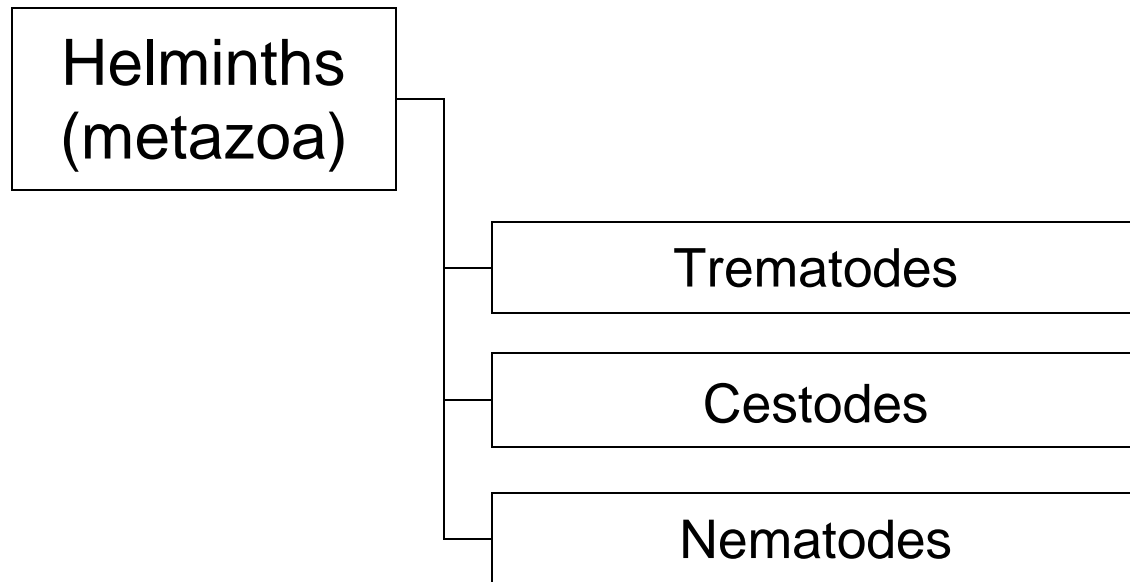 Helminths
(metazoa)
Trematodes
Cestodes
Nematodes